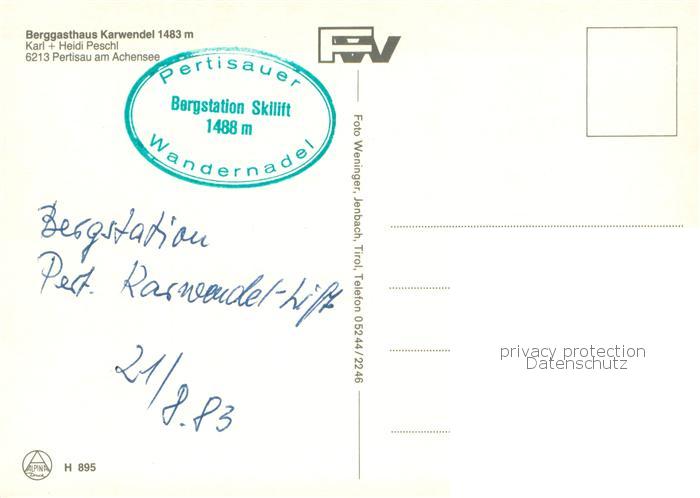 Berggasthaus Karwendel 1483 m
Karl + Heidi Peschl
6213 Pertisau am Achensee
Pertisauer
Bergstation Skilift
1488 m
Wandernadel
Bergstation
Pert. Karwendel-Lift
21/8.83
Foto Weninger, Jenbach, Tirol, Telefon 05244/2246
privacy protection
Datenschutz
ALPINA
H 895